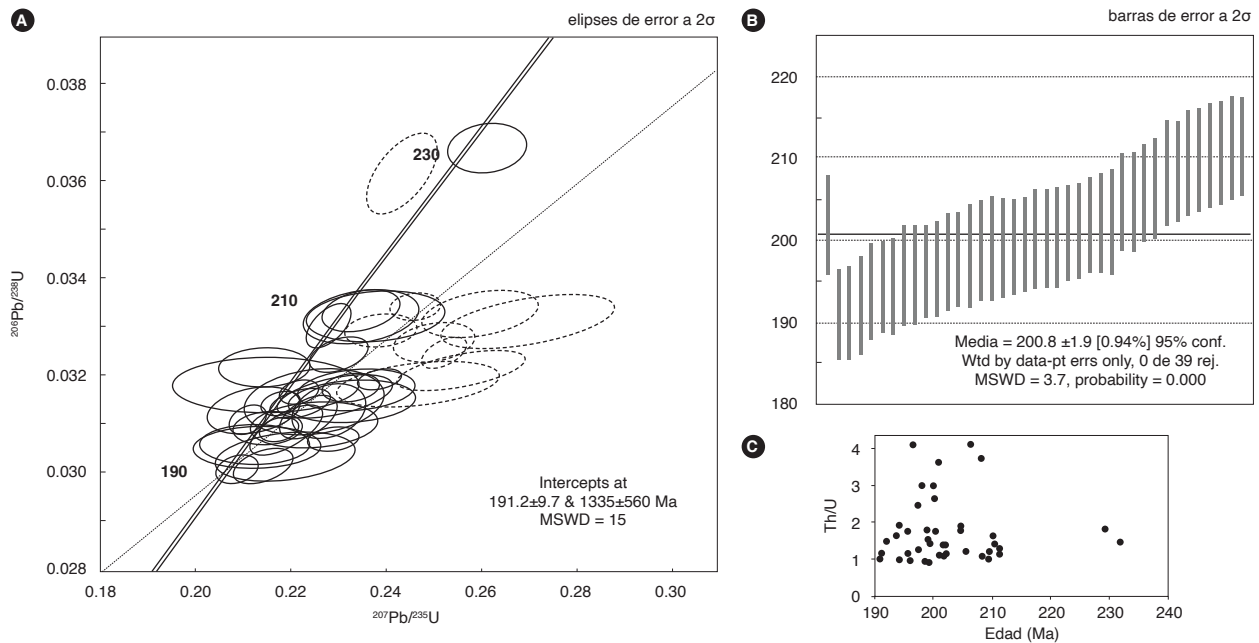 A
elipses de error a 2σ
0.038
0.036
0.034
0.032
0.030
0.028
206Pb/238U
230
210
190
Intercepts at
191.2±9.7 & 1335±560 Ma
MSWD = 15
0.18
0.20
0.22
0.24
0.26
0.28
0.30
207Pb/235U
B
barras de error a 2σ
220
210
200
190
180
Media = 200.8 ±1.9 [0.94%] 95% conf.
Wtd by data-pt errs only, 0 de 39 rej.
MSWD = 3.7, probability = 0.000
C
4
3
2
1
0
Th/U
190
200
210
220
230
240
Edad (Ma)